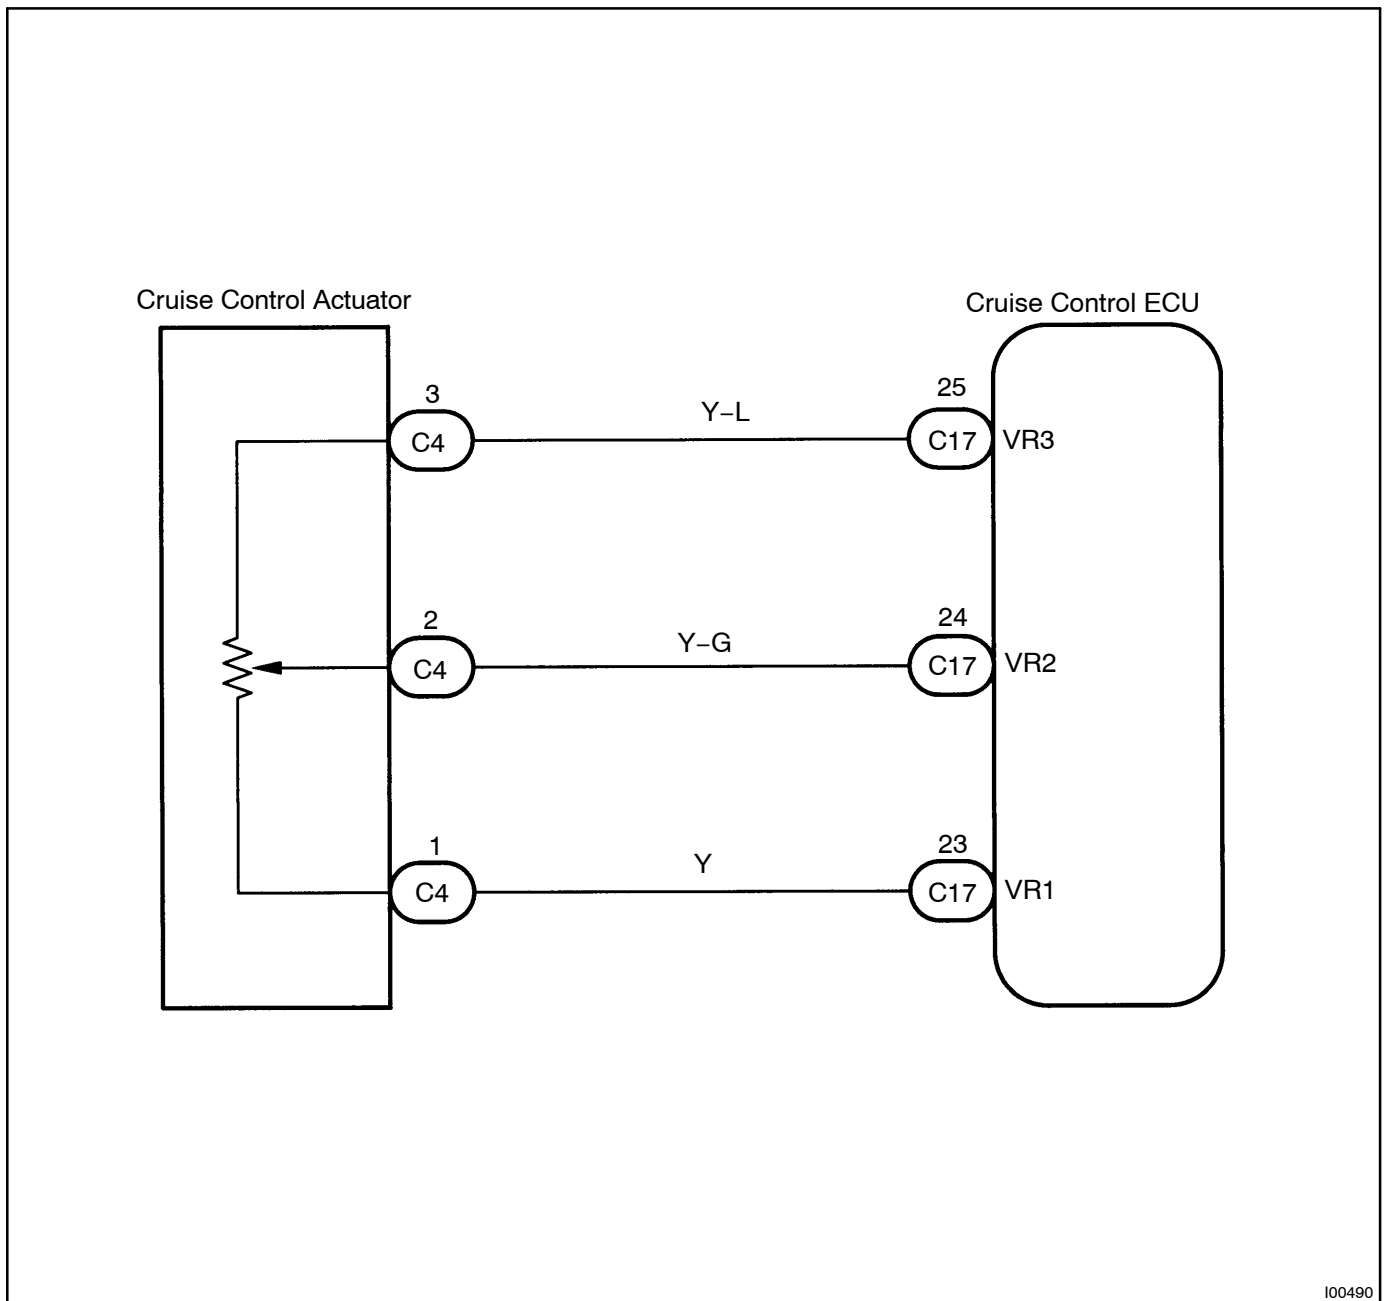 Cruise Control Actuator
Cruise Control ECU
3
C4
Y–L
25
C17
VR3
2
C4
Y–G
24
C17
VR2
1
C4
Y
23
C17
VR1
I00490